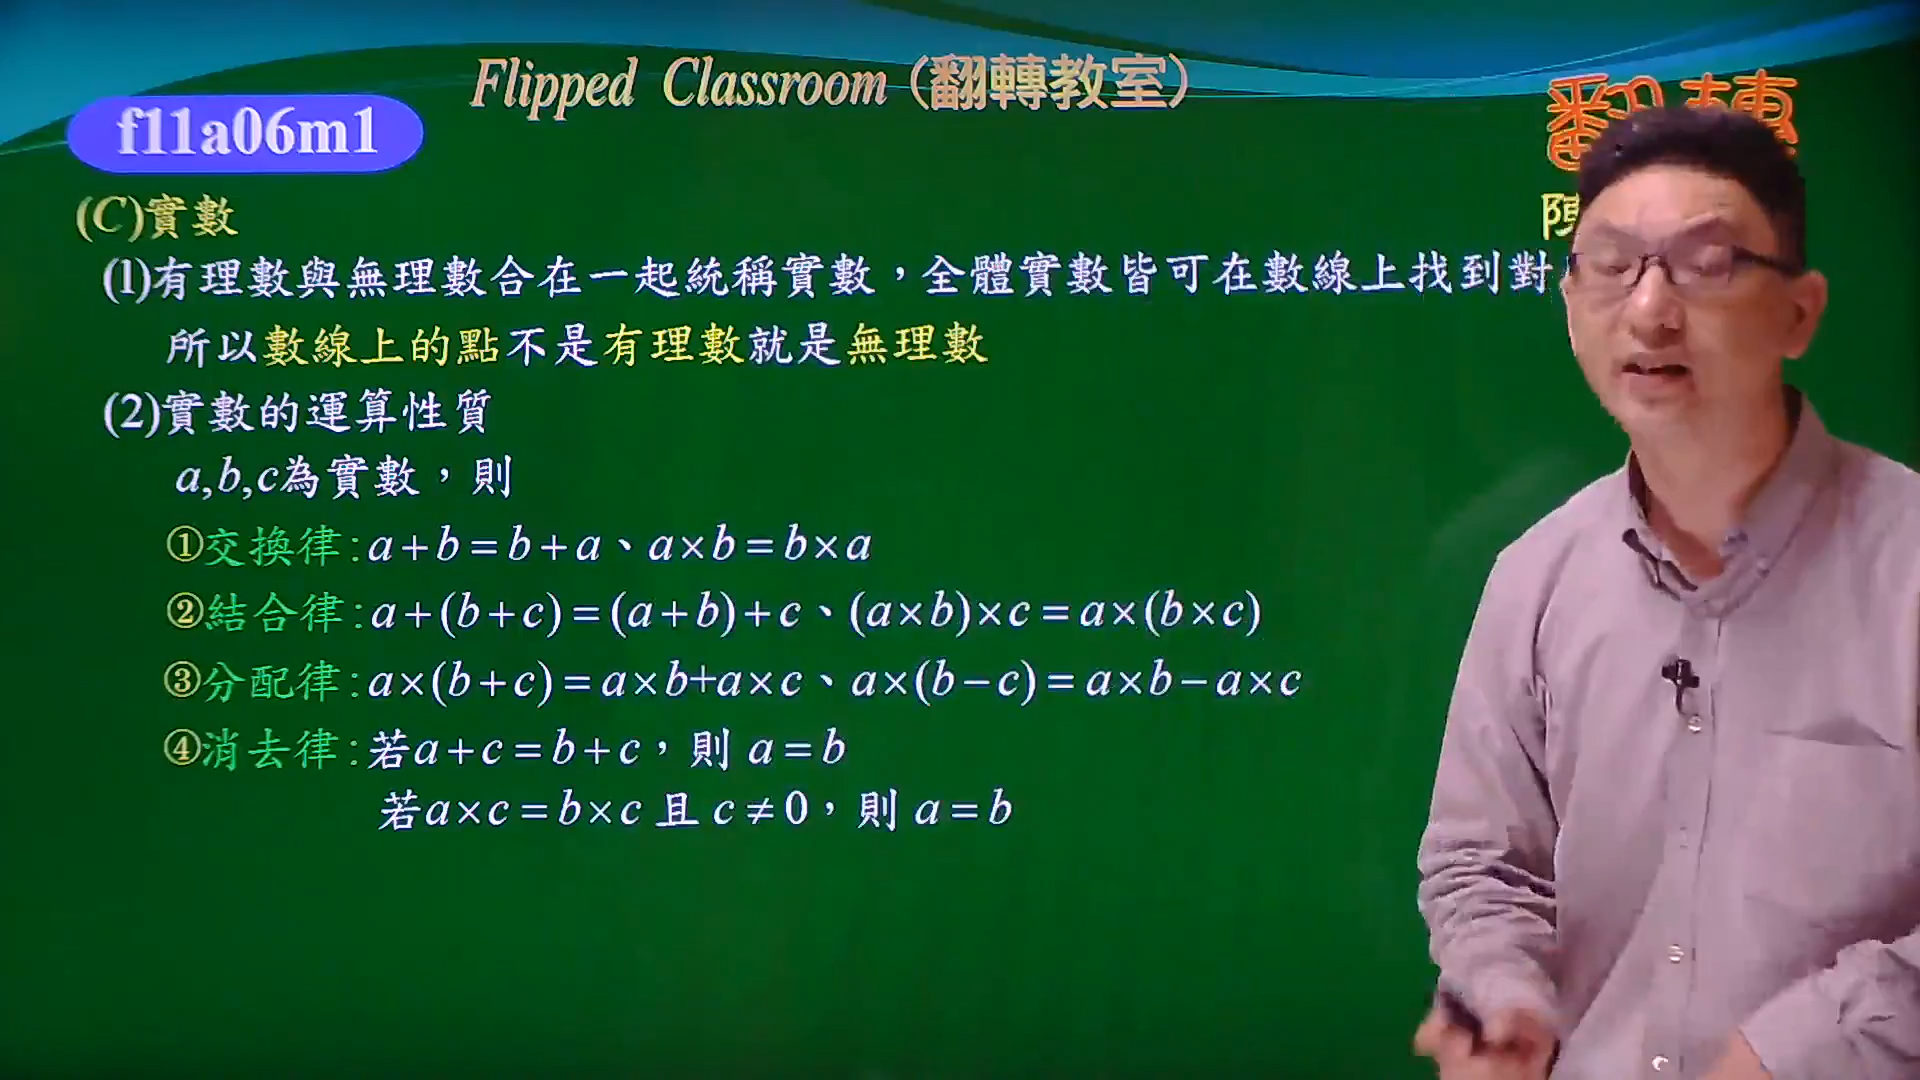 Flipped Classroom (翻轉教室)
f11a06m1
翻轉
陳
(C)實數
(1)有理數與無理數合在一起統稱實數，全體實數皆可在數線上找到對
所以數線上的點不是有理數就是無理數
(2)實數的運算性質
a,b,c為實數，則
①交換律:a+b=b+a、a×b=b×a
②結合律:a+(b+c)=(a+b)+c、(a×b)×c=a×(b×c)
③分配律:a×(b+c)=a×b+a×c、a×(b−c)=a×b−a×c
④消去律:若a+c=b+c，則 a=b
若a×c=b×c 且 c≠0，則 a=b